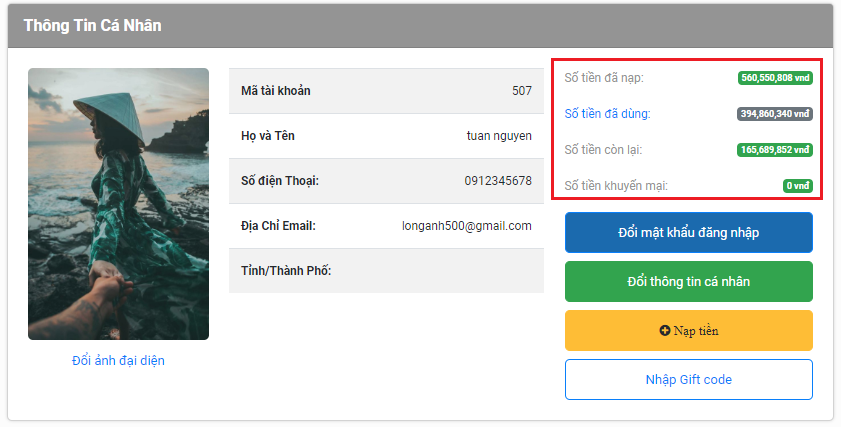 Thông Tin Cá Nhân
Đổi ảnh đại diện
Mã tài khoản 507
Họ và Tên tuan nguyen
Số điện Thoại: 0912345678
Địa Chỉ Email: longanh500@gmail.com
Tỉnh/Thành Phố:
Số tiền đã nạp: 560,550,808 vnđ
Số tiền đã dùng: 394,860,340 vnđ
Số tiền còn lại: 165,689,852 vnđ
Số tiền khuyến mại: 0 vnđ
Đổi mật khẩu đăng nhập
Đổi thông tin cá nhân
Nạp tiền
Nhập Gift code